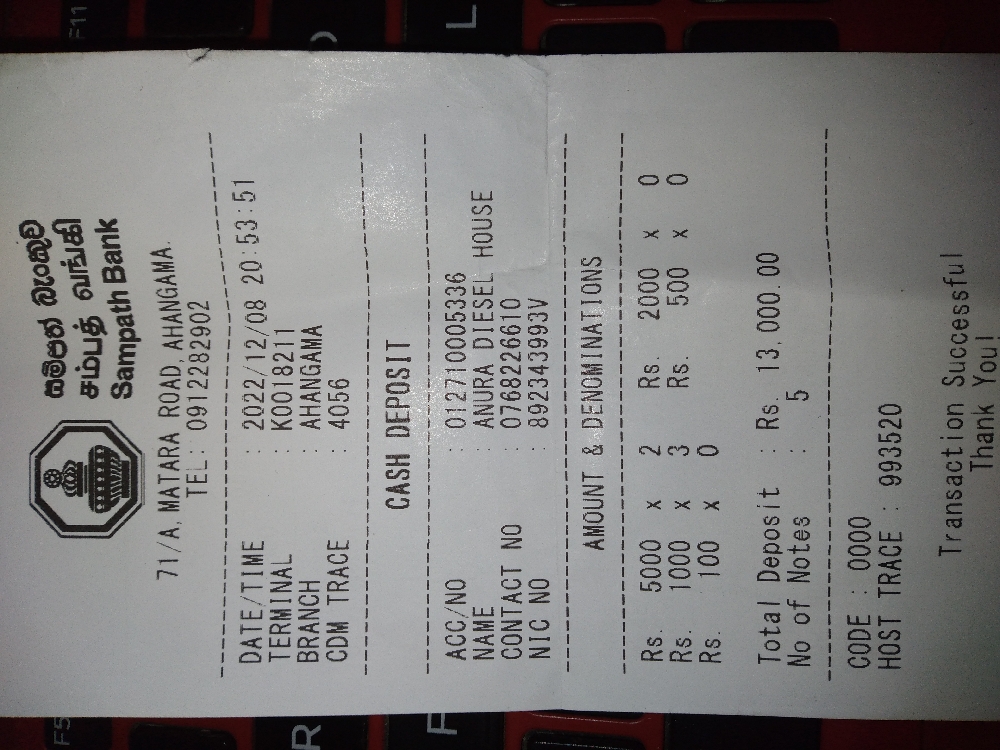 සම්පත් බැංකුව
சம்பத் வங்கி
Sampath Bank
71/A, MATARA ROAD, AHANGAMA.
TEL: 0912282902
DATE/TIME : 2022/12/08 20:53:51
TERMINAL : K0018211
BRANCH : AHANGAMA
CDM TRACE : 4056
CASH DEPOSIT
ACC/NO : 012710005336
NAME : ANURA DIESEL HOUSE
CONTACT NO : 0768226610
NIC NO : 892343993V
AMOUNT & DENOMINATIONS
Rs. 5000 x 2 Rs. 2000 x 0
Rs. 1000 x 3 Rs. 500 x 0
Rs. 100 x 0
Total Deposit : Rs. 13,000.00
No of Notes : 5
CODE : 0000
HOST TRACE : 993520
Transaction Successful
Thank You!
F11
L
F5
R
F